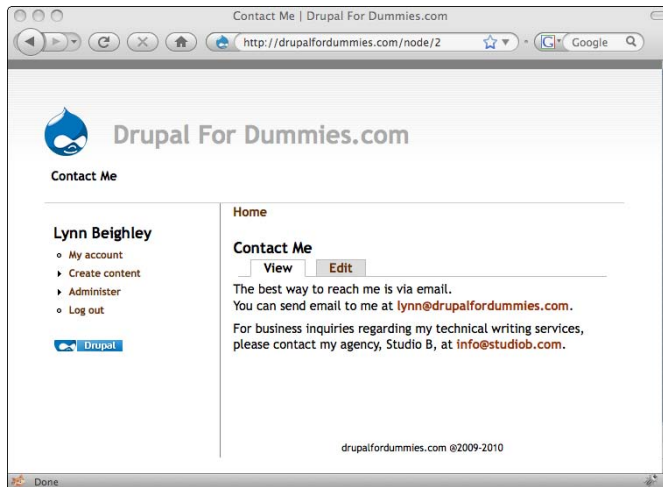 Contact Me | Drupal For Dummies.com
http://drupalfordummies.com/node/2
G
Google
Drupal For Dummies.com
Contact Me
Lynn Beighley
My account
Create content
Administer
Log out
Drupal
Home
Contact Me
View Edit
The best way to reach me is via email.
You can send email to me at lynn@drupalfordummies.com.
For business inquiries regarding my technical writing services,
please contact my agency, Studio B, at info@studiob.com.
drupalfordummies.com @2009-2010
Done